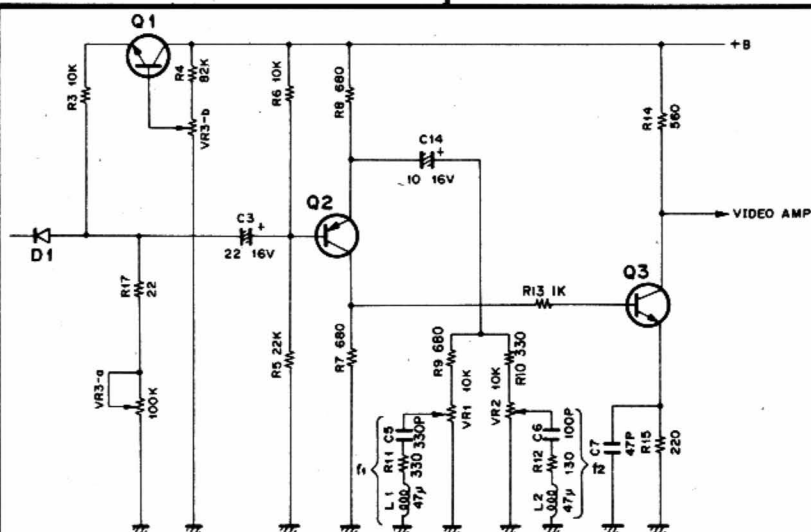 Q1
+B
R3 10K
R4 82K
VR3-b
R6 10K
R8 680
C14
10 16V
R14 560
Q2
C3
22 16V
D1
VIDEO AMP
Q3
R13 1K
R17 22
R5 22K
R7 680
R9 680
R10 330
VR3-a
100K
VR1 10K
VR2 10K
f1
C5 330P
R11 330
L1 47μ
C6 100P
R12 130
L2 47μ
f2
C7 47P
R15 220